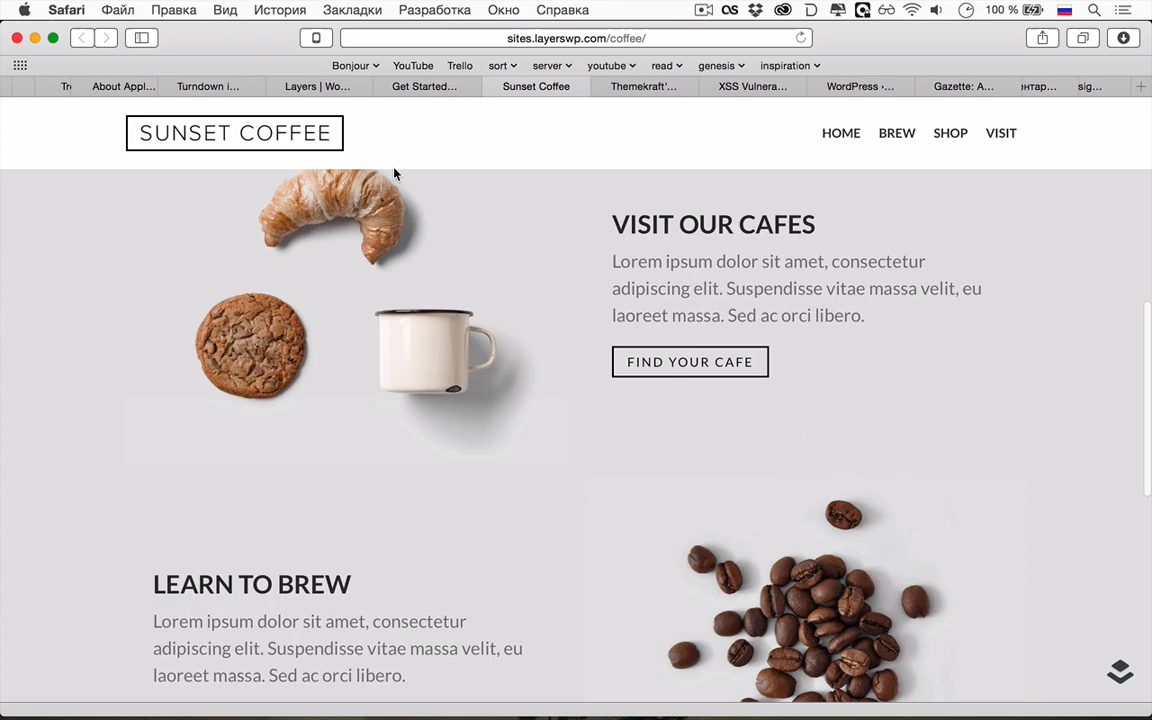 Safari Файл Правка Вид История Закладки Разработка Окно Справка 100 %
sites.layerswp.com/coffee/
Bonjour YouTube Trello sort server youtube read genesis inspiration
About Appl... Turndown i... Layers | Wo... Get Started... Sunset Coffee Themekraft'... XSS Vulnera... WordPress ‹... Gazette: A... sig...
SUNSET COFFEE HOME BREW SHOP VISIT
VISIT OUR CAFES
Lorem ipsum dolor sit amet, consectetur
adipiscing elit. Suspendisse vitae massa velit, eu
laoreet massa. Sed ac orci libero.
FIND YOUR CAFE
LEARN TO BREW
Lorem ipsum dolor sit amet, consectetur
adipiscing elit. Suspendisse vitae massa velit, eu
laoreet massa. Sed ac orci libero.